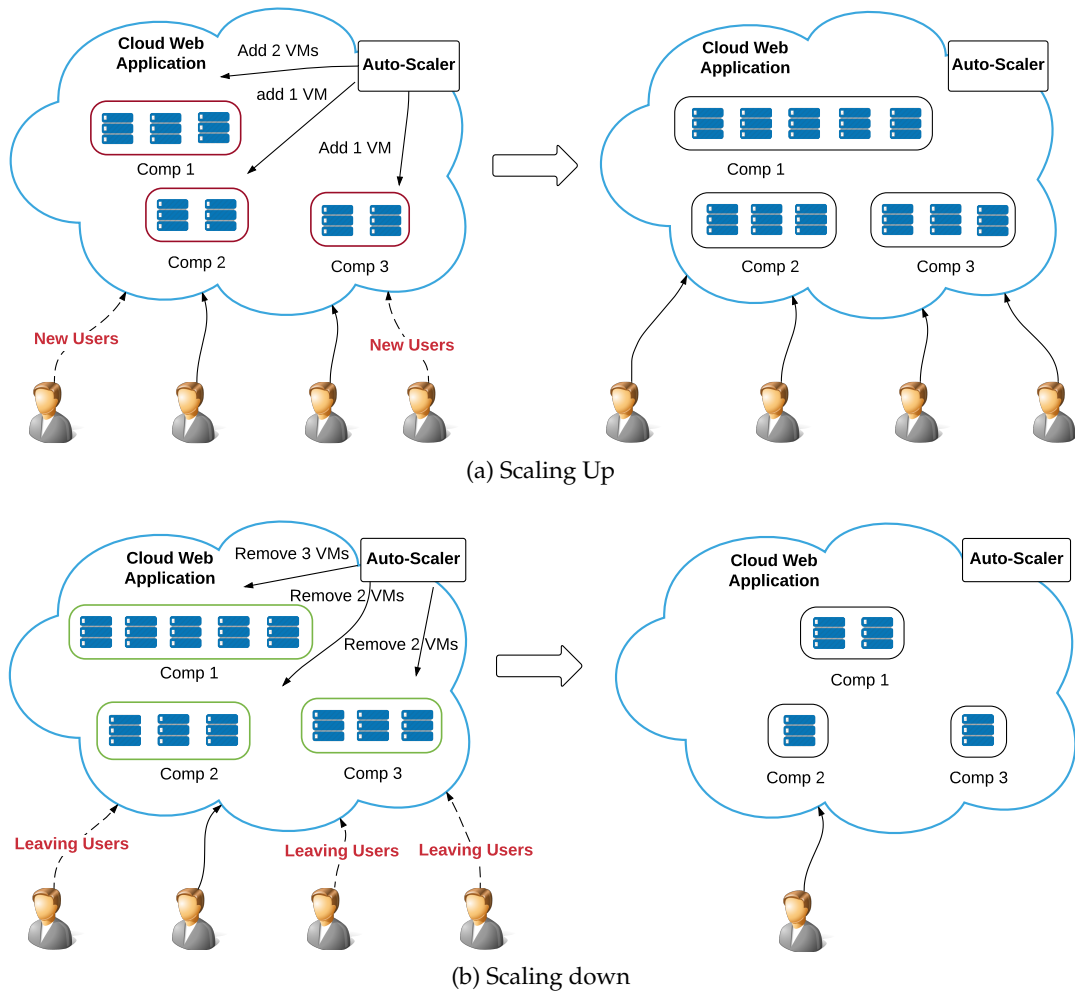 Cloud Web
Application
Add 2 VMs
Auto-Scaler
add 1 VM
Add 1 VM
Comp 1
Comp 2
Comp 3
New Users
New Users
Cloud Web
Application
Auto-Scaler
Comp 1
Comp 2
Comp 3
(a) Scaling Up
Cloud Web
Application
Remove 3 VMs
Auto-Scaler
Remove 2 VMs
Remove 2 VMs
Comp 1
Comp 2
Comp 3
Leaving Users
Leaving Users
Leaving Users
Cloud Web
Application
Auto-Scaler
Comp 1
Comp 2
Comp 3
(b) Scaling down